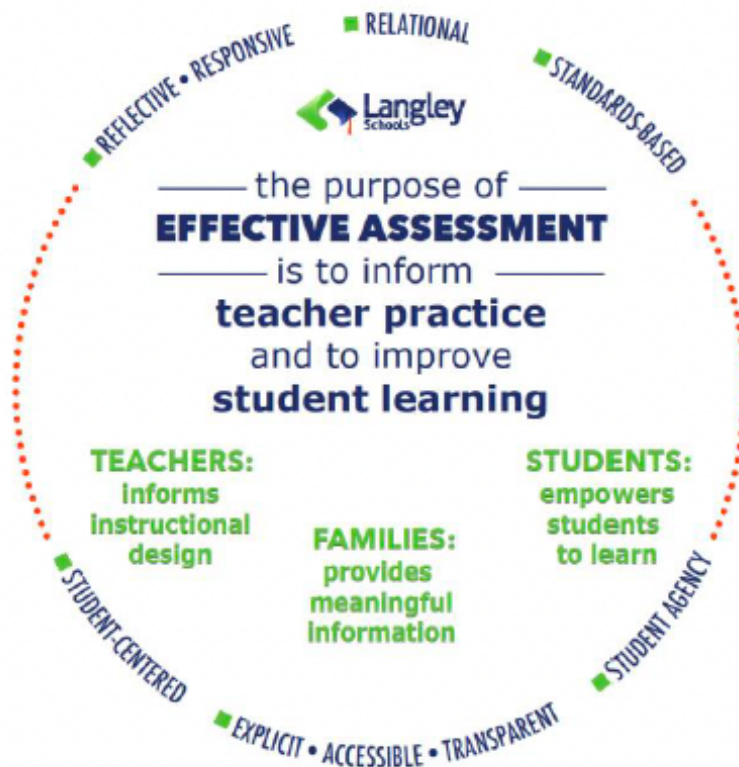 REFLECTIVE • RESPONSIVE
RELATIONAL
STANDARDS-BASED
Langley
Schools
the purpose of
EFFECTIVE ASSESSMENT
is to inform
teacher practice
and to improve
student learning
TEACHERS:
informs
instructional
design
FAMILIES:
provides
meaningful
information
STUDENTS:
empowers
students
to learn
STUDENT-CENTERED
EXPLICIT • ACCESSIBLE • TRANSPARENT
STUDENT AGENCY